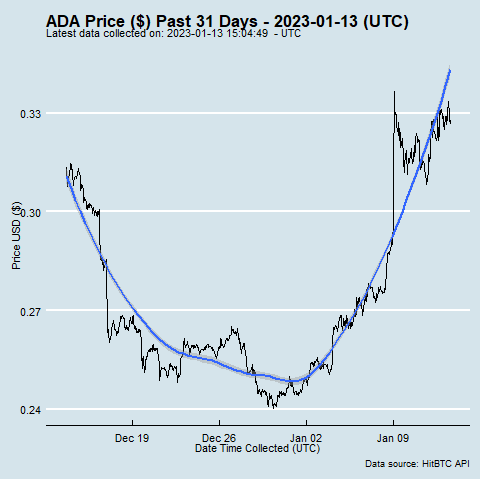 ADA Price ($) Past 31 Days - 2023-01-13 (UTC)
Latest data collected on: 2023-01-13 15:04:49  - UTC
0.33
0.30
0.27
0.24
Price USD ($)
Dec 19
Dec 26
Jan 02
Jan 09
Date Time Collected (UTC)
Data source: HitBTC API